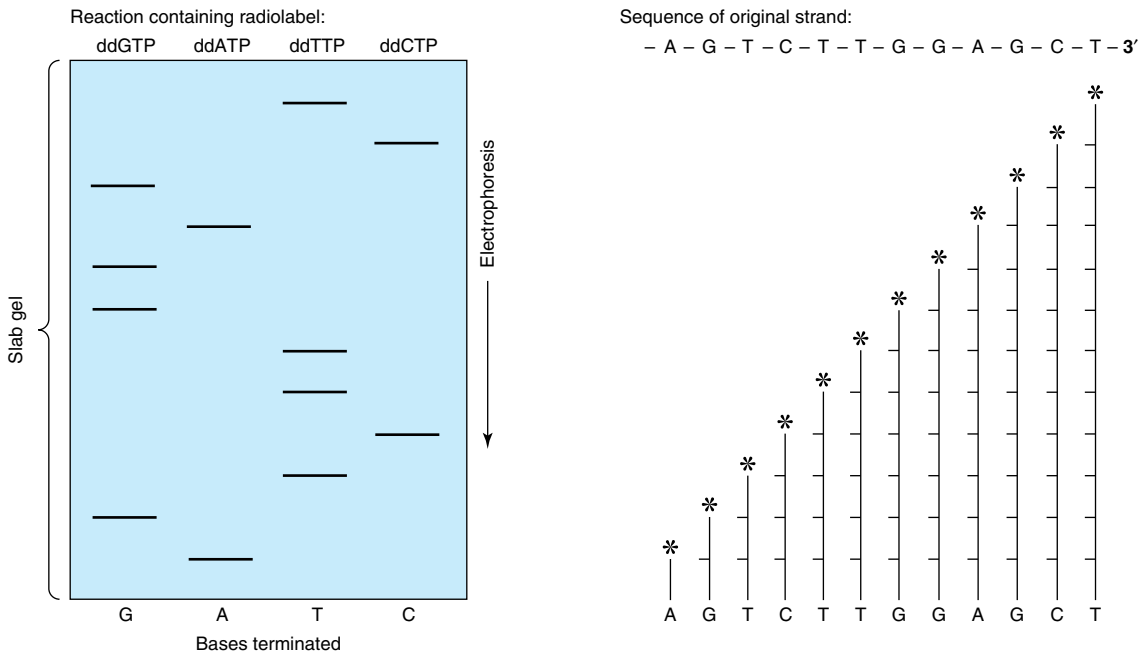 Reaction containing radiolabel:
ddGTP ddATP ddTTP ddCTP
Slab gel
Electrophoresis
G A T C
Bases terminated
Sequence of original strand:
– A – G – T – C – T – T – G – G – A – G – C – T – 3′
* * * * * * * * * * * *
A G T C T T G G A G C T